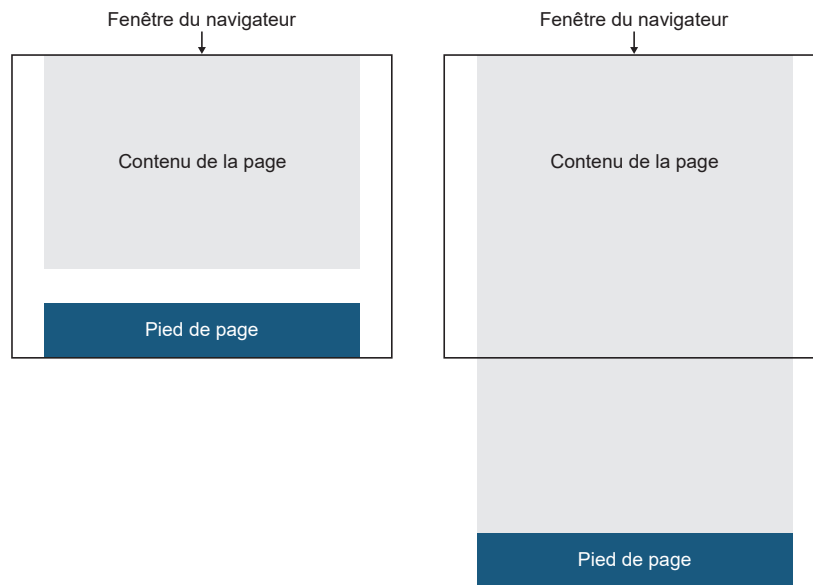 Fenêtre du navigateur
Contenu de la page
Pied de page
Fenêtre du navigateur
Contenu de la page
Pied de page